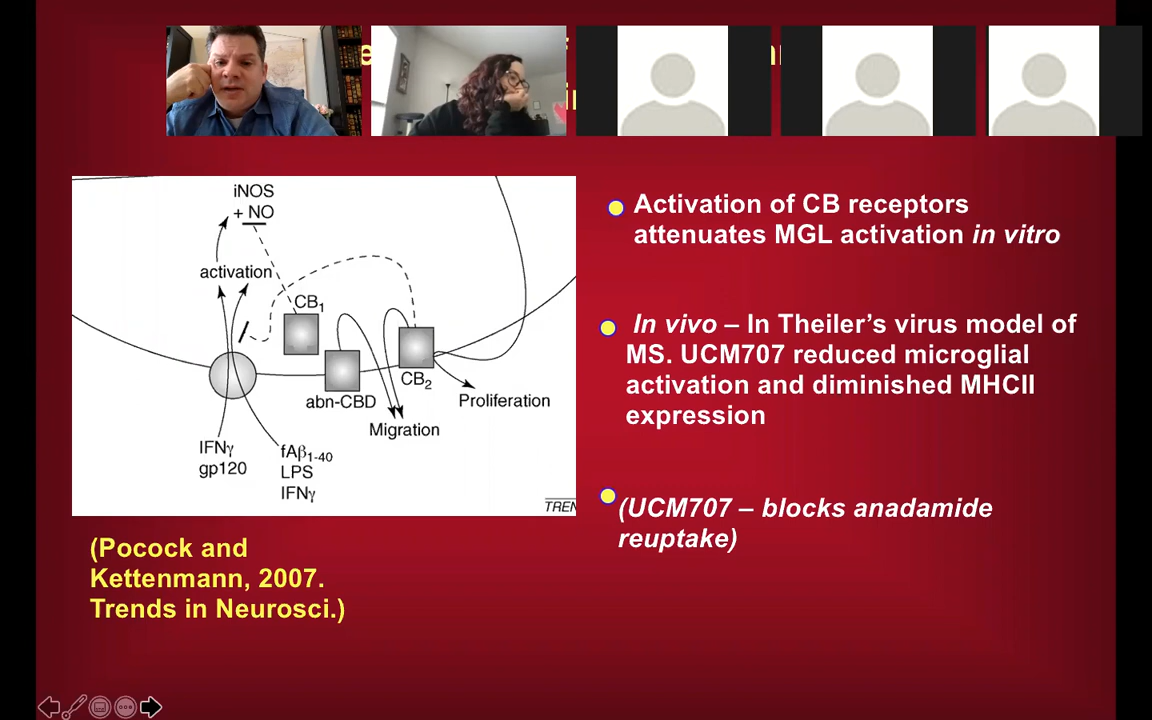 iNOS
+ NO
activation
CB1
abn-CBD
CB2
Proliferation
Migration
IFNγ
gp120
fAβ1-40
LPS
IFNγ
(Pocock and
Kettenmann, 2007.
Trends in Neurosci.)
Activation of CB receptors
attenuates MGL activation in vitro
In vivo – In Theiler’s virus model of
MS. UCM707 reduced microglial
activation and diminished MHCII
expression
(UCM707 – blocks anadamide
reuptake)